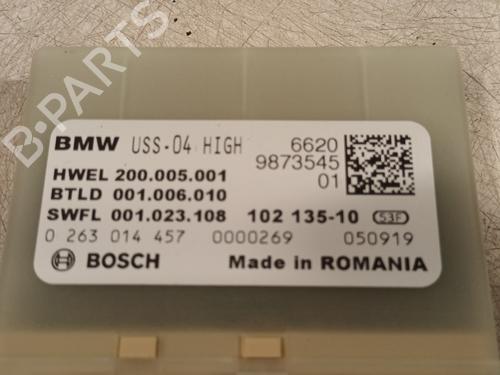 BMW USS-04 HIGH 6620
9873545
HWEL 200.005.001 01
BTLD 001.006.010
SWFL 001.023.108 102 135-10 53F
0 263 014 457 0000269 050919
BOSCH Made in ROMANIA
B-PARTS